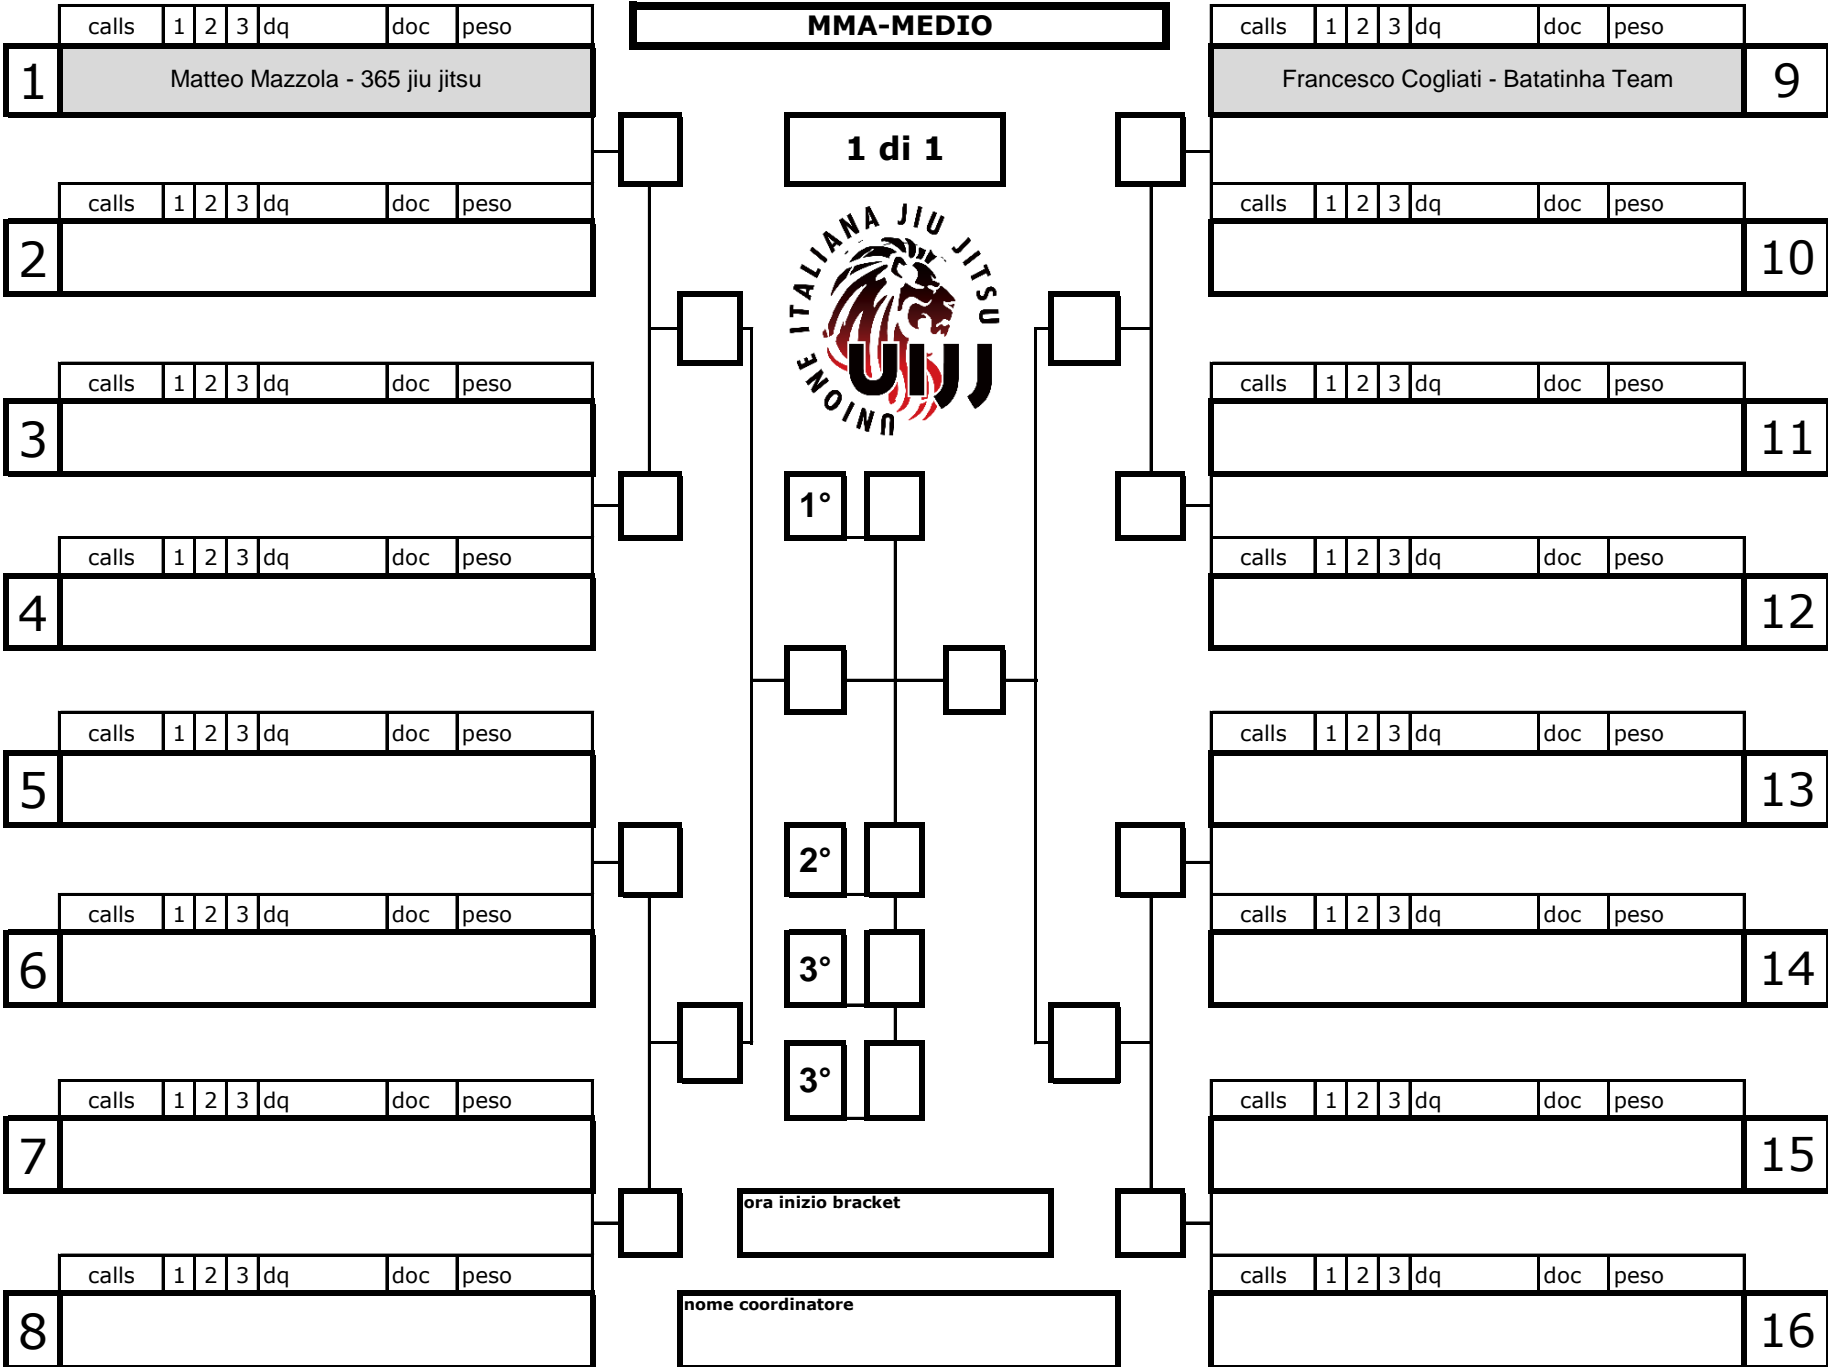 MMA-MEDIO
1 di 1
UNIONE ITALIANA JIU JITSU
UIJJ
calls 1 2 3 dq doc peso
1 Matteo Mazzola - 365 jiu jitsu
calls 1 2 3 dq doc peso
2
calls 1 2 3 dq doc peso
3
calls 1 2 3 dq doc peso
4
calls 1 2 3 dq doc peso
5
calls 1 2 3 dq doc peso
6
calls 1 2 3 dq doc peso
7
calls 1 2 3 dq doc peso
8
1°
2°
3°
3°
ora inizio bracket
nome coordinatore
calls 1 2 3 dq doc peso
Francesco Cogliati - Batatinha Team 9
calls 1 2 3 dq doc peso
10
calls 1 2 3 dq doc peso
11
calls 1 2 3 dq doc peso
12
calls 1 2 3 dq doc peso
13
calls 1 2 3 dq doc peso
14
calls 1 2 3 dq doc peso
15
calls 1 2 3 dq doc peso
16